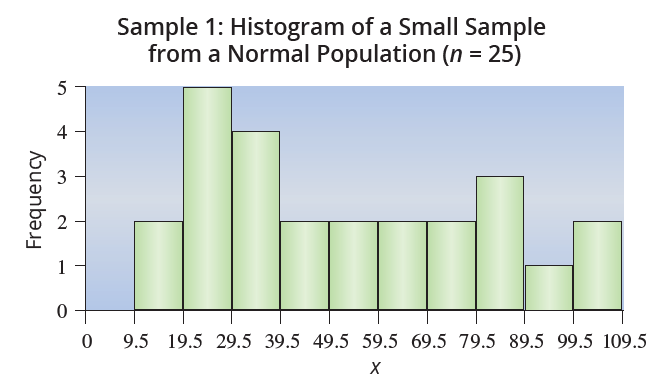 Sample 1: Histogram of a Small Sample
from a Normal Population (n = 25)
Frequency
5
4
3
2
1
0
0 9.5 19.5 29.5 39.5 49.5 59.5 69.5 79.5 89.5 99.5 109.5
x